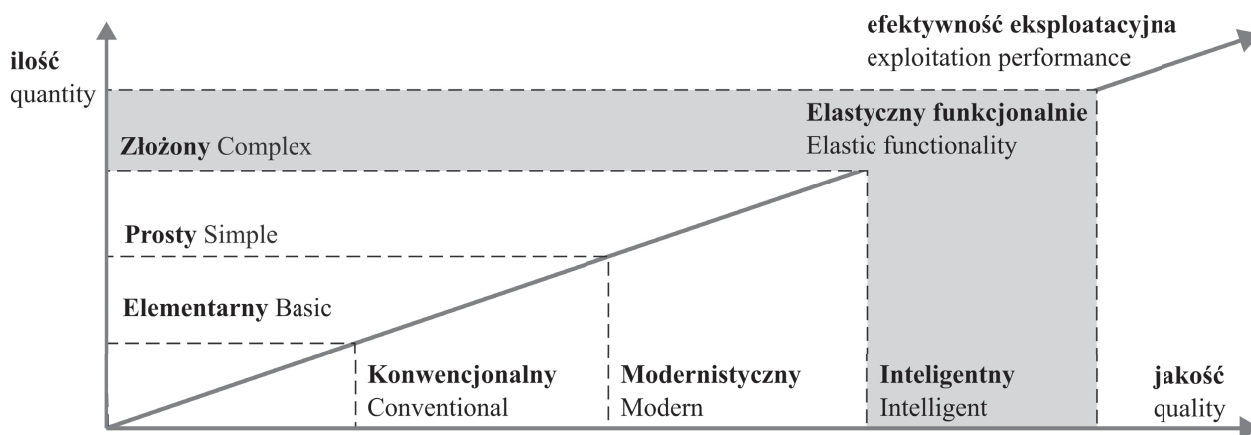 efektywność eksploatacyjna
exploitation performance
ilość
quantity
Elastyczny funkcjonalnie
Elastic functionality
Złożony Complex
Prosty Simple
Elementarny Basic
Konwencjonalny
Conventional
Modernistyczny
Modern
Inteligentny
Intelligent
jakość
quality